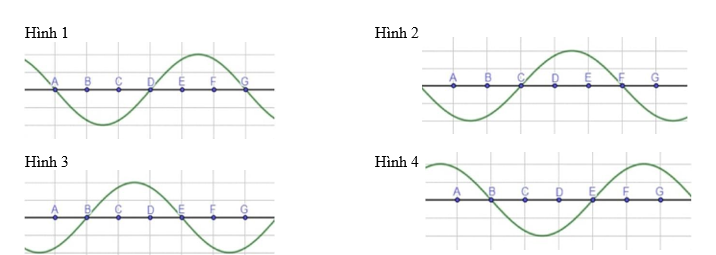 Hình 1
A B C D E F G
Hình 2
A B C D E F G
Hình 3
A B C D E F G
Hình 4
A B C D E F G